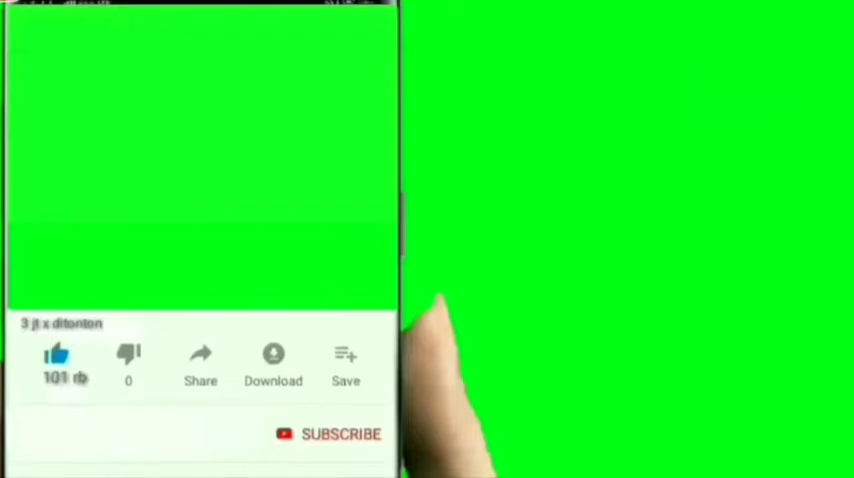 3 jt x ditonton
101 rb
0
Share
Download
Save
SUBSCRIBE